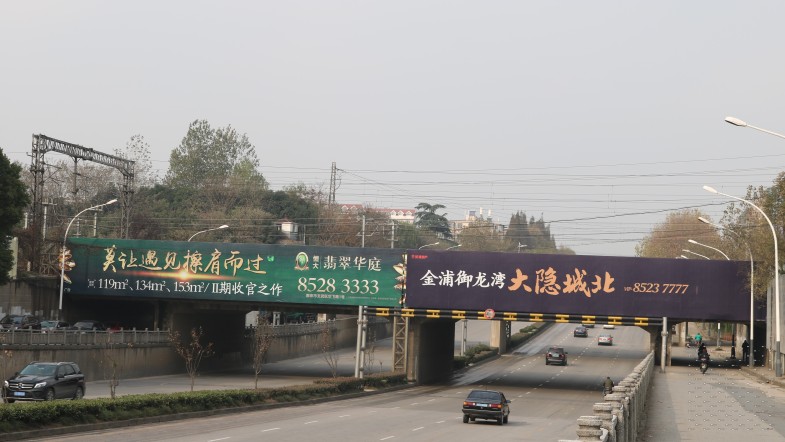 莫让遇见擦肩而过
119m²、134m²、153m²/Ⅱ期收官之作
恒大
翡翠华庭
8528 3333
金浦御龙湾
大隐城北
VIP:8523 7777